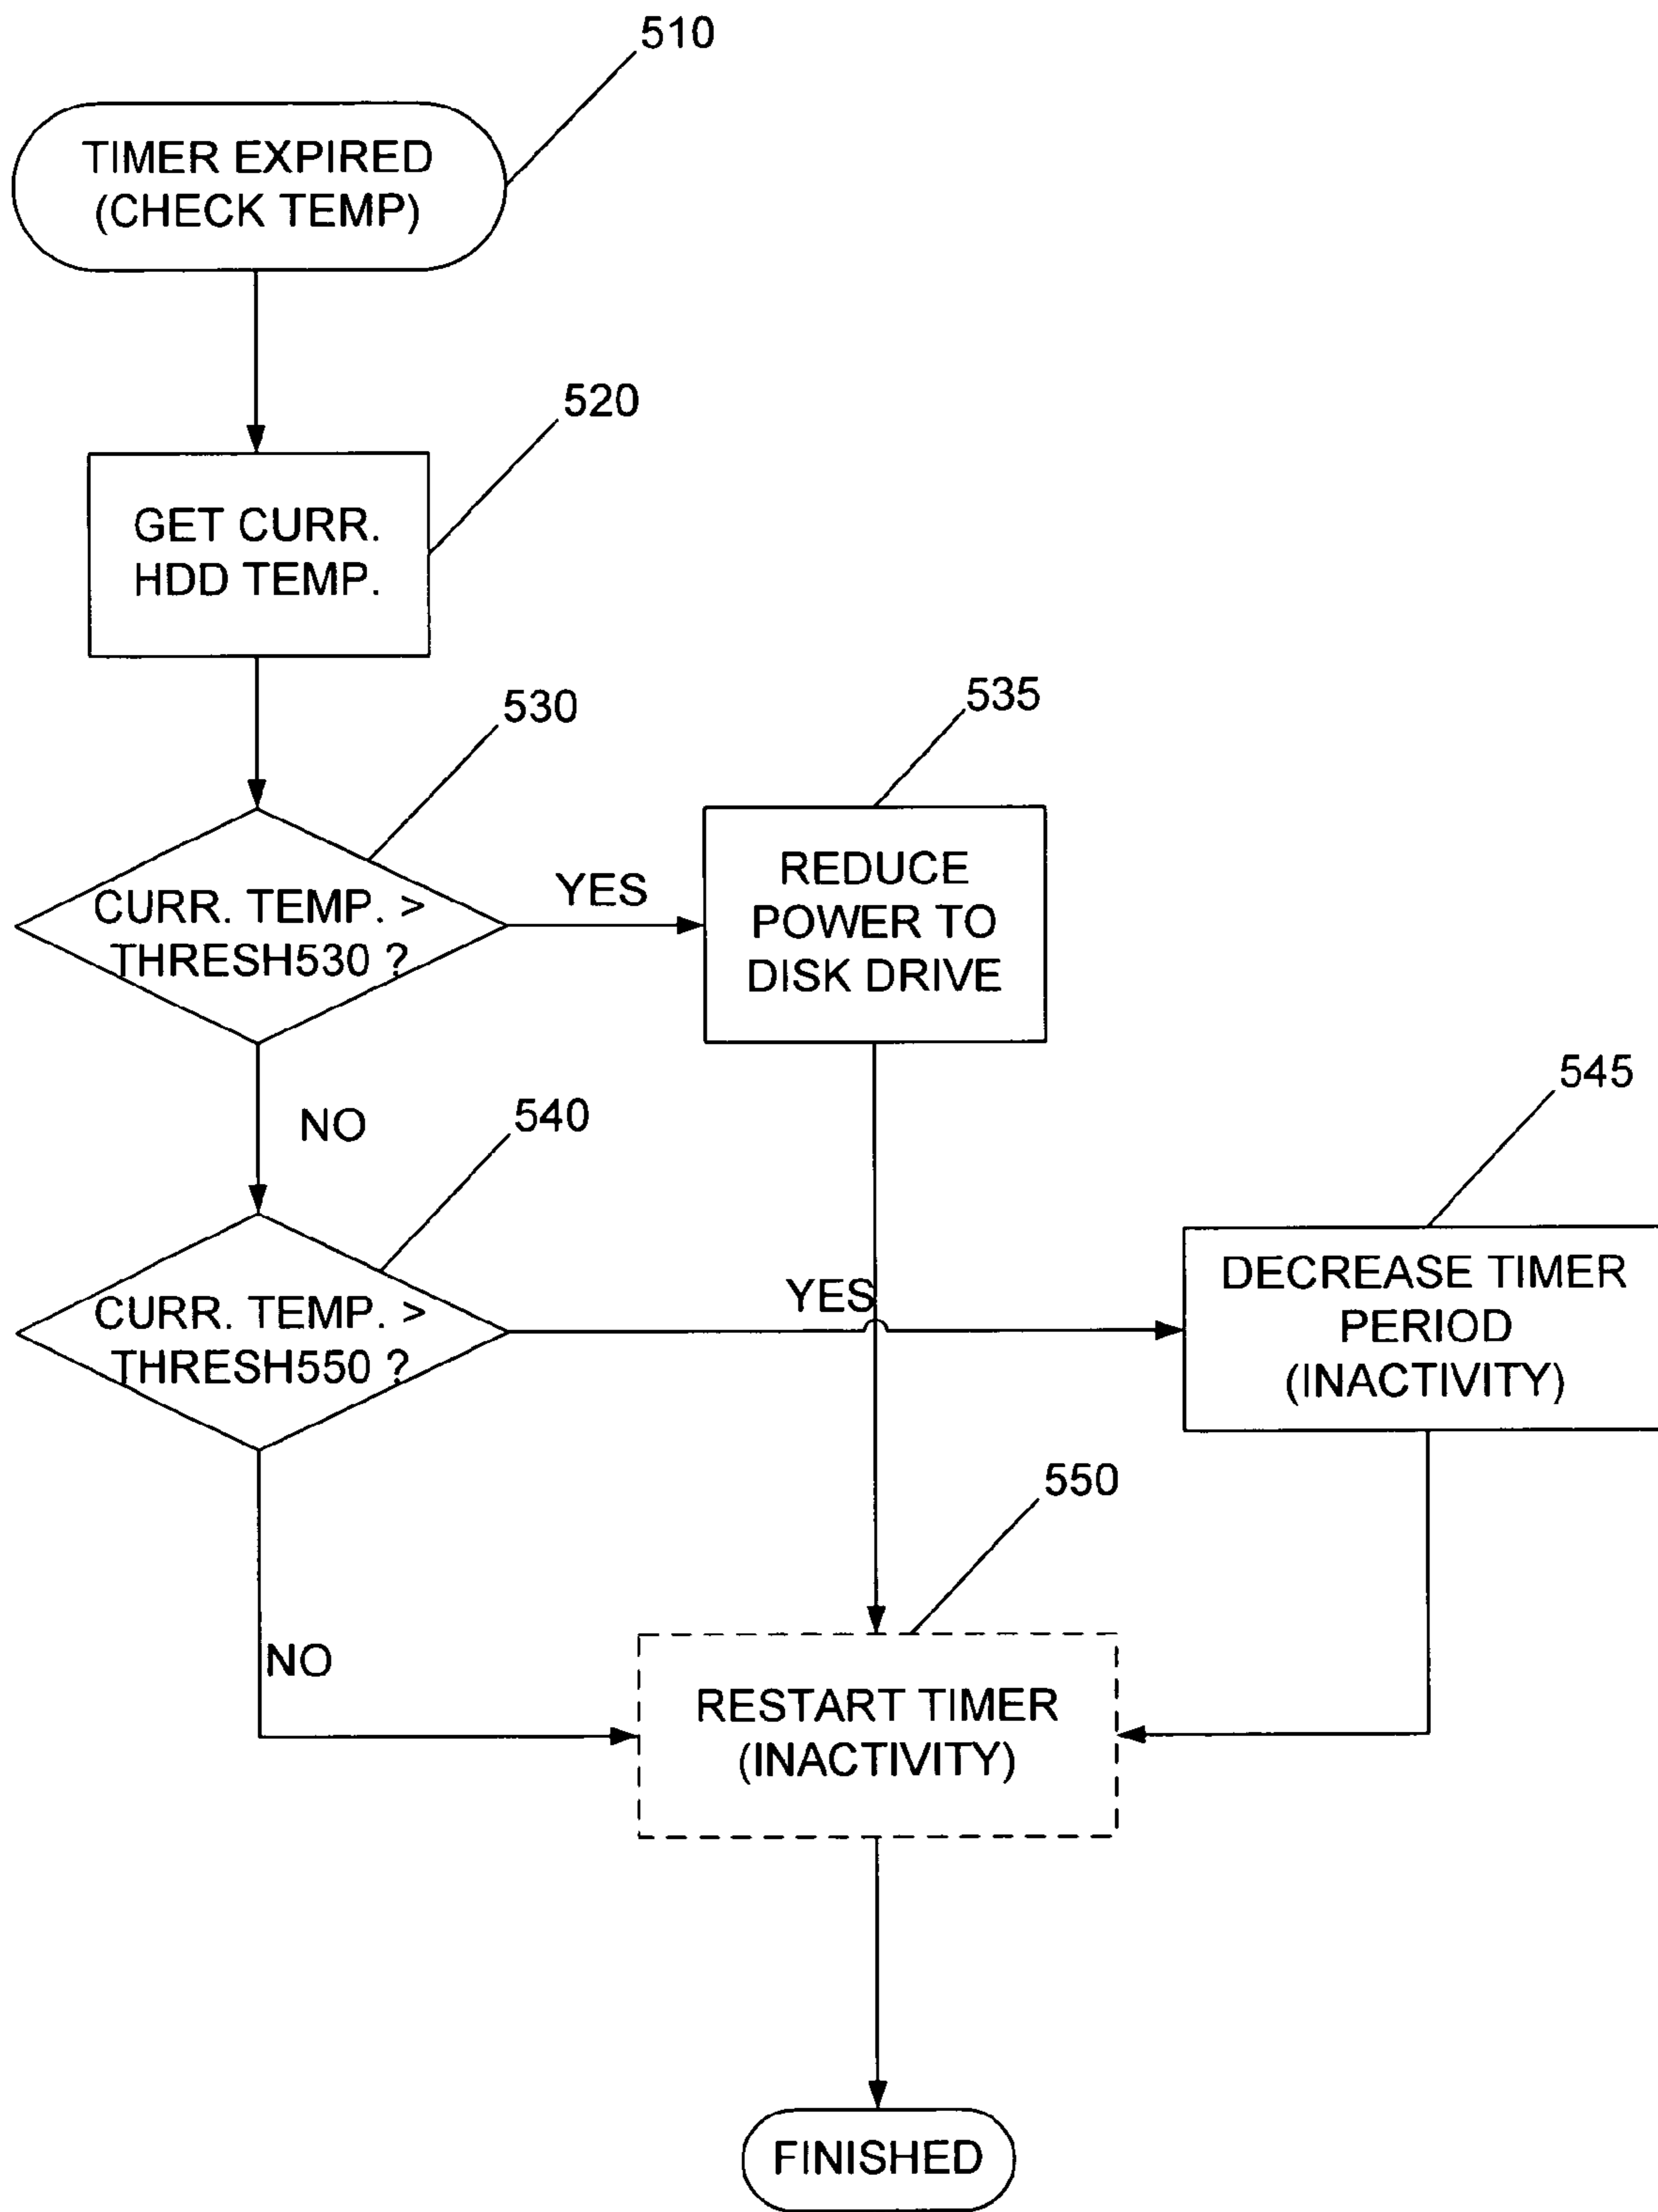 510
TIMER EXPIRED
(CHECK TEMP)
520
GET CURR.
HDD TEMP.
530
535
CURR. TEMP. >
THRESH530 ?
YES
REDUCE
POWER TO
DISK DRIVE
NO
540
545
CURR. TEMP. >
THRESH550 ?
YES
DECREASE TIMER
PERIOD
(INACTIVITY)
550
NO
RESTART TIMER
(INACTIVITY)
FINISHED